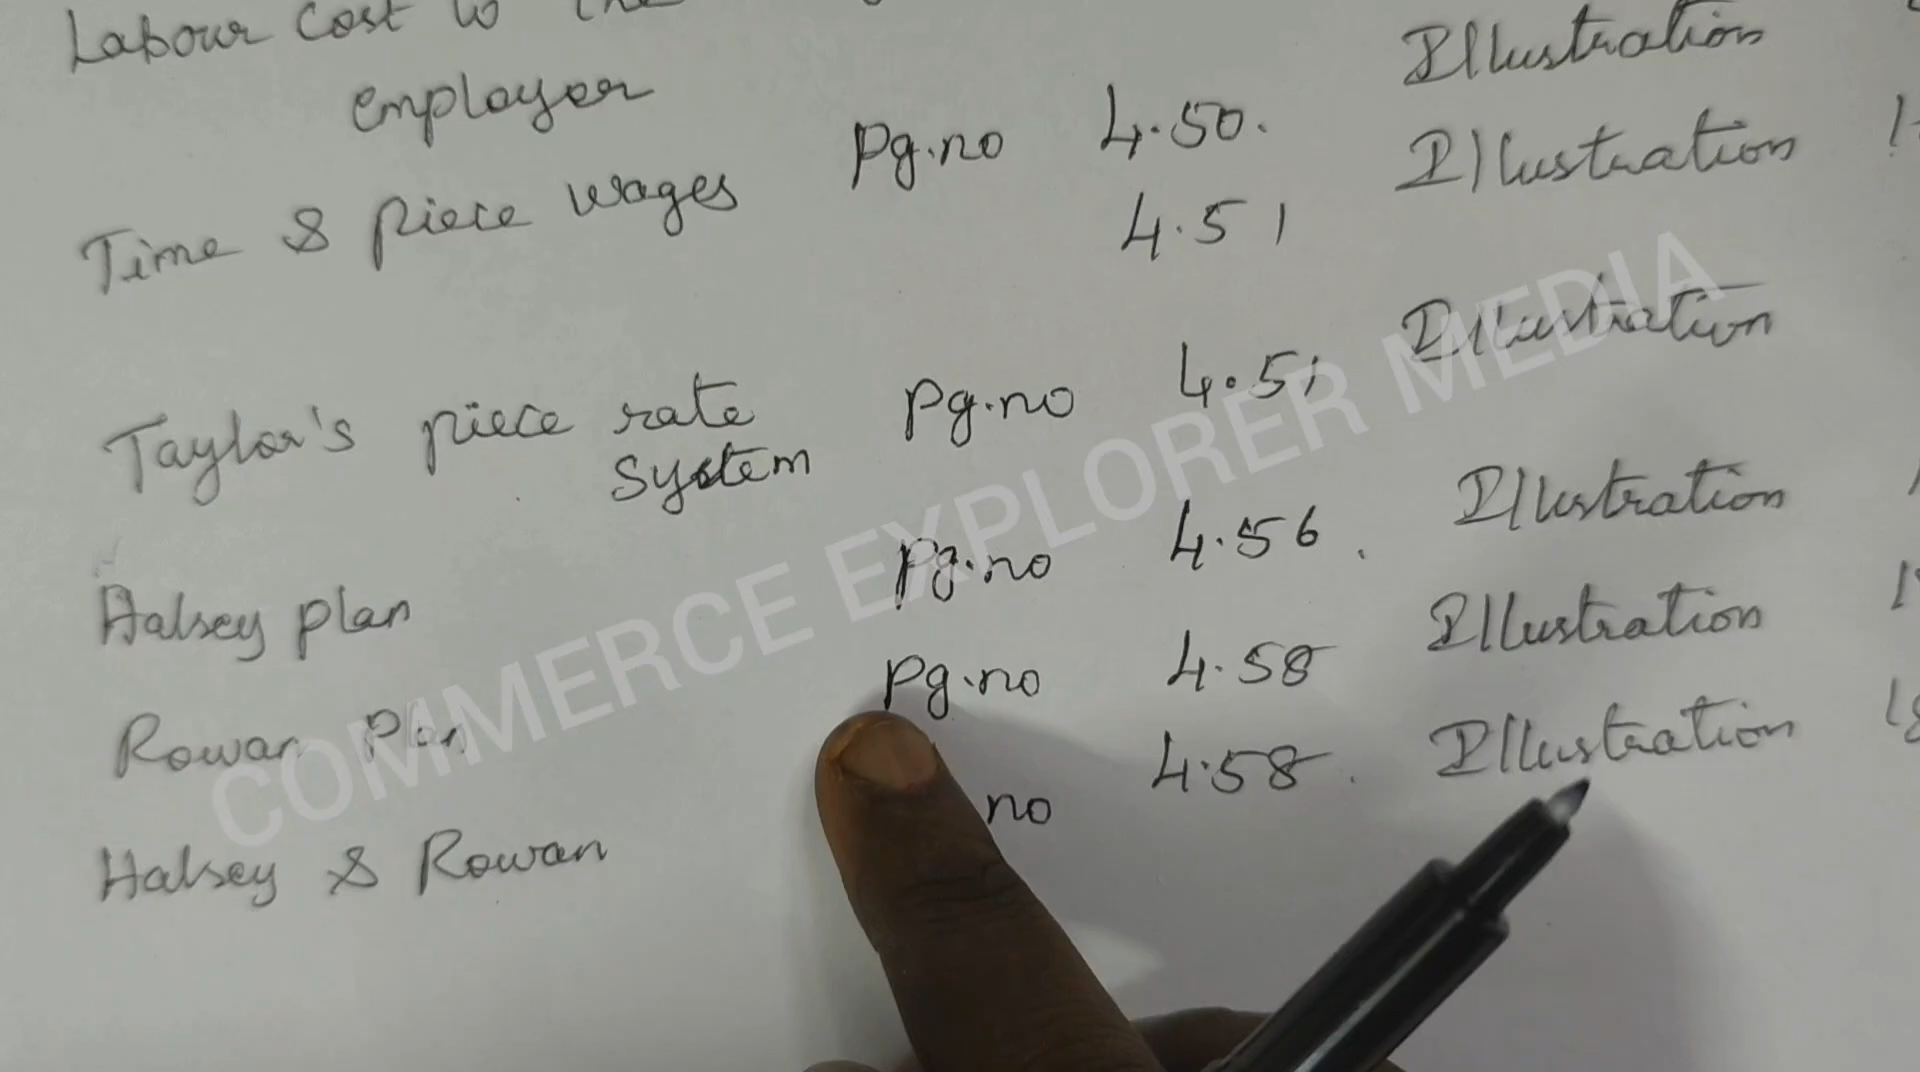 Labour Cost to the
employer
Illustration
Time & piece wages Pg.no 4.50. Illustration
4.51
Taylor's piece rate Pg.no 4.51 Illustration
System
Halsey plan Pg.no 4.56. Illustration
Rowan Plan Pg.no 4.58 Illustration
Halsey & Rowan no 4.58. Illustration
COMMERCE EXPLORER MEDIA